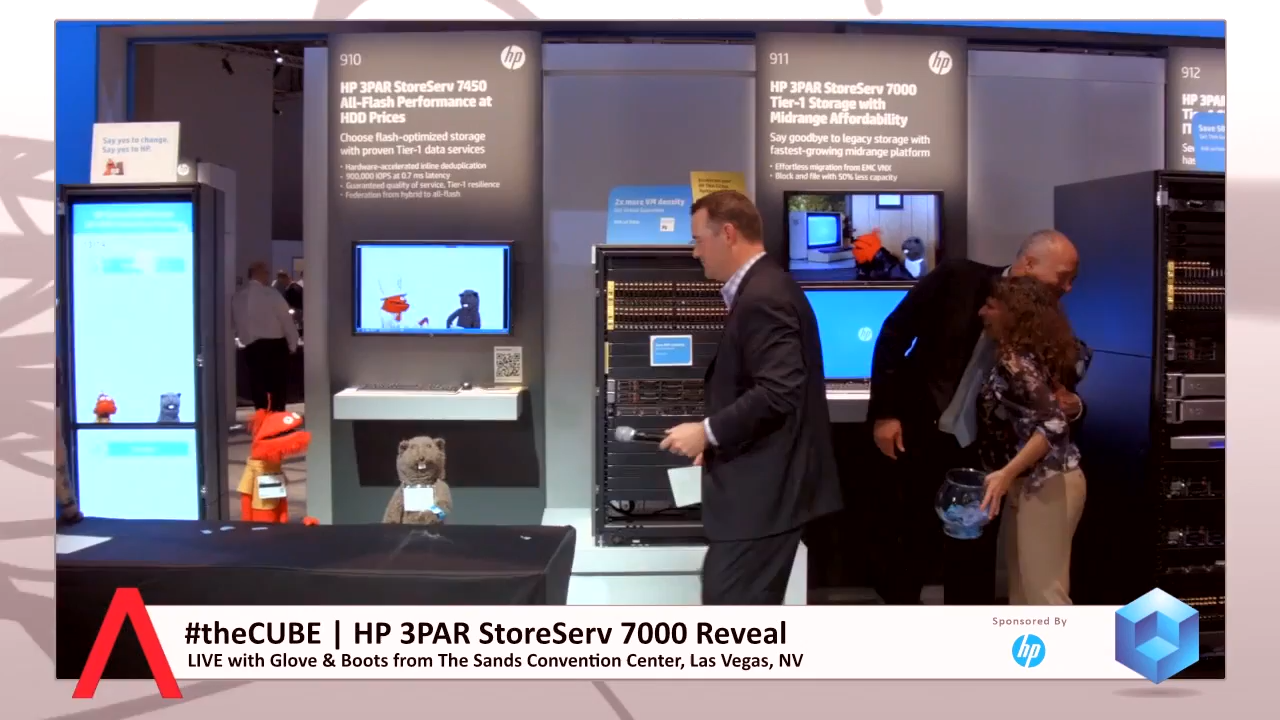 910
hp
HP 3PAR StoreServ 7450
All-Flash Performance at
HDD Prices
Choose flash-optimized storage
with proven Tier-1 data services
• Hardware-accelerated inline deduplication
• 900,000 IOPS at 0.7 ms latency
• Guaranteed quality of service, Tier-1 resilience
• Federation from hybrid to all-flash
911
hp
HP 3PAR StoreServ 7000
Tier-1 Storage with
Midrange Affordability
Say goodbye to legacy storage with
fastest-growing midrange platform
• Effortless migration from EMC VNX
• Block and file with 50% less capacity
912
HP 3PAR
Say yes to change.
Say yes to HP.
2x more VM density
#theCUBE | HP 3PAR StoreServ 7000 Reveal
LIVE with Glove & Boots from The Sands Convention Center, Las Vegas, NV
Sponsored By
hp